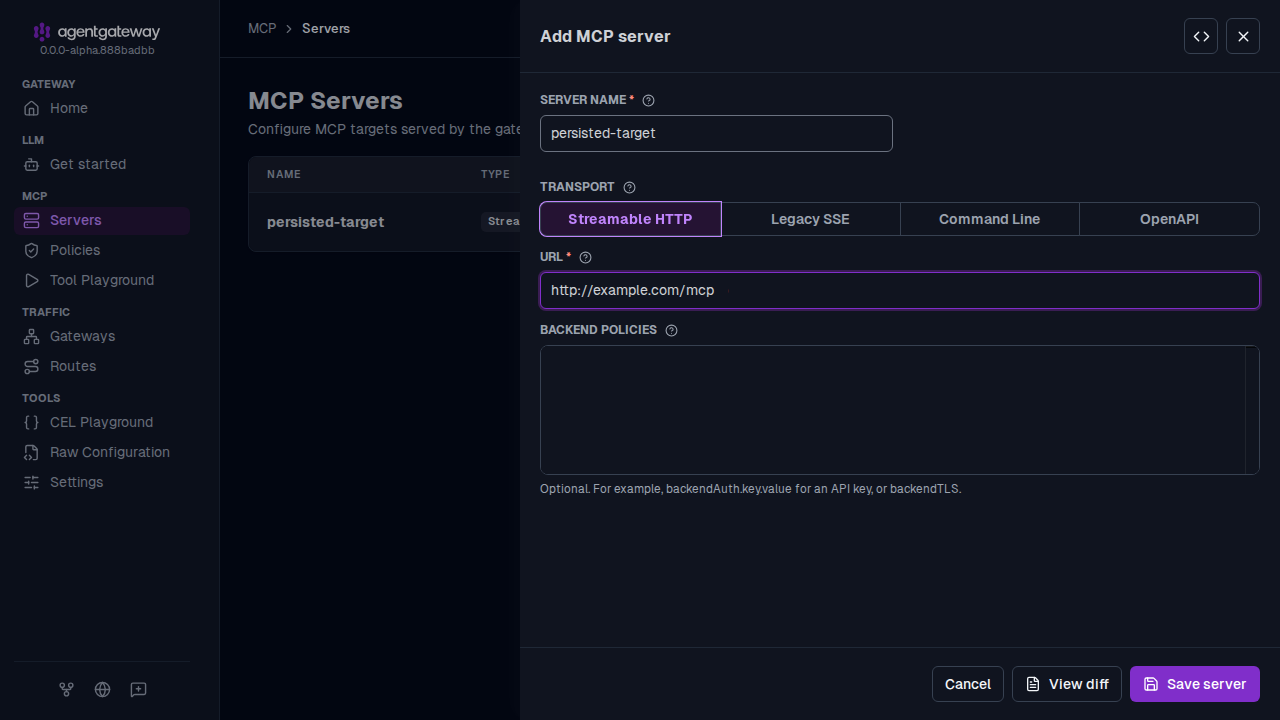 agentgateway
0.0.0-alpha.888badbb
GATEWAY
Home
LLM
Get started
MCP
Servers
Policies
Tool Playground
TRAFFIC
Gateways
Routes
TOOLS
CEL Playground
Raw Configuration
Settings
MCP > Servers
MCP Servers
Configure MCP targets served by the gate
NAME TYPE
persisted-target Strea
Add MCP server
SERVER NAME *
persisted-target
TRANSPORT
Streamable HTTP Legacy SSE Command Line OpenAPI
URL *
http://example.com/mcp
BACKEND POLICIES
Optional. For example, backendAuth.key.value for an API key, or backendTLS.
Cancel View diff Save server